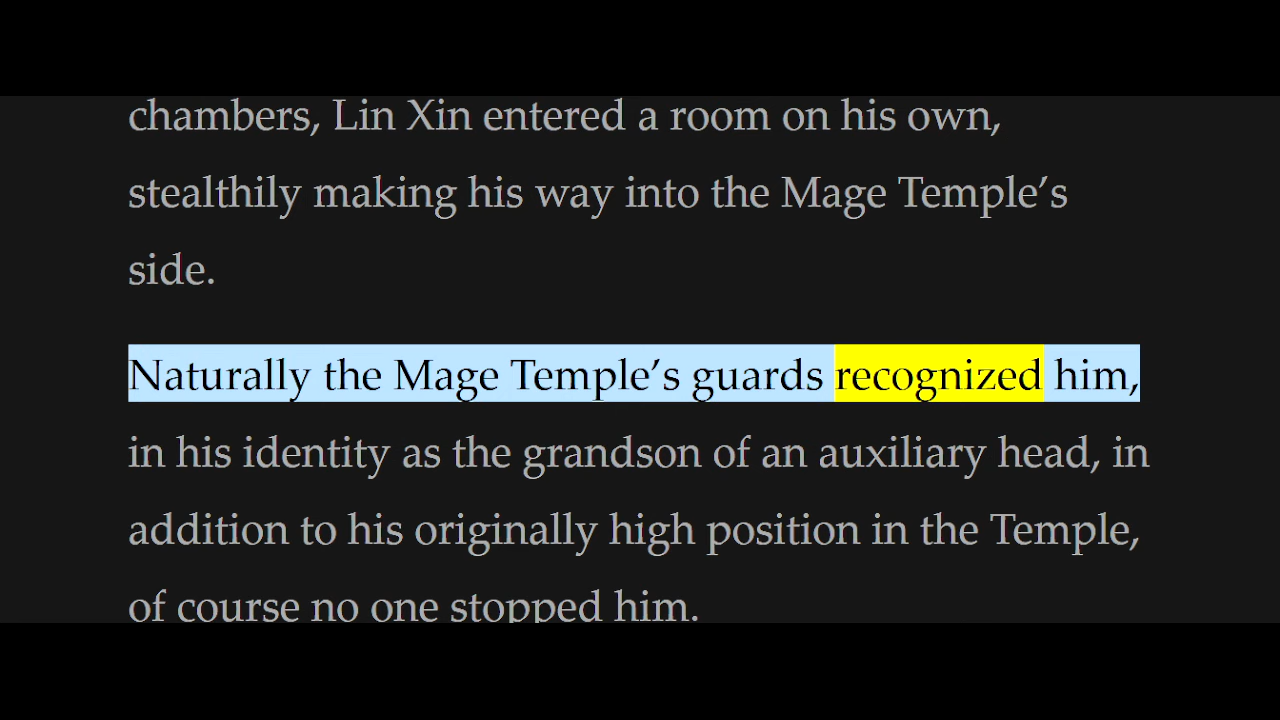 chambers, Lin Xin entered a room on his own,
stealthily making his way into the Mage Temple’s
side.
Naturally the Mage Temple’s guards recognized him,
in his identity as the grandson of an auxiliary head, in
addition to his originally high position in the Temple,
of course no one stopped him.